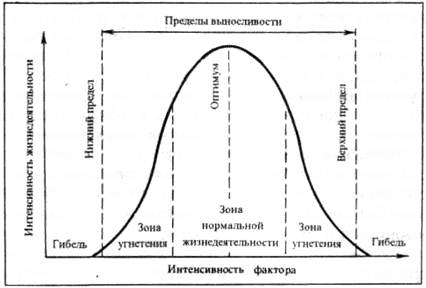 Пределы выносливости
Интенсивность жизнедеятельности
Нижний предел
Оптимум
Верхний предел
Гибель
Зона
угнетения
Зона
нормальной
жизнедеятельности
Зона
угнетения
Гибель
Интенсивность фактора